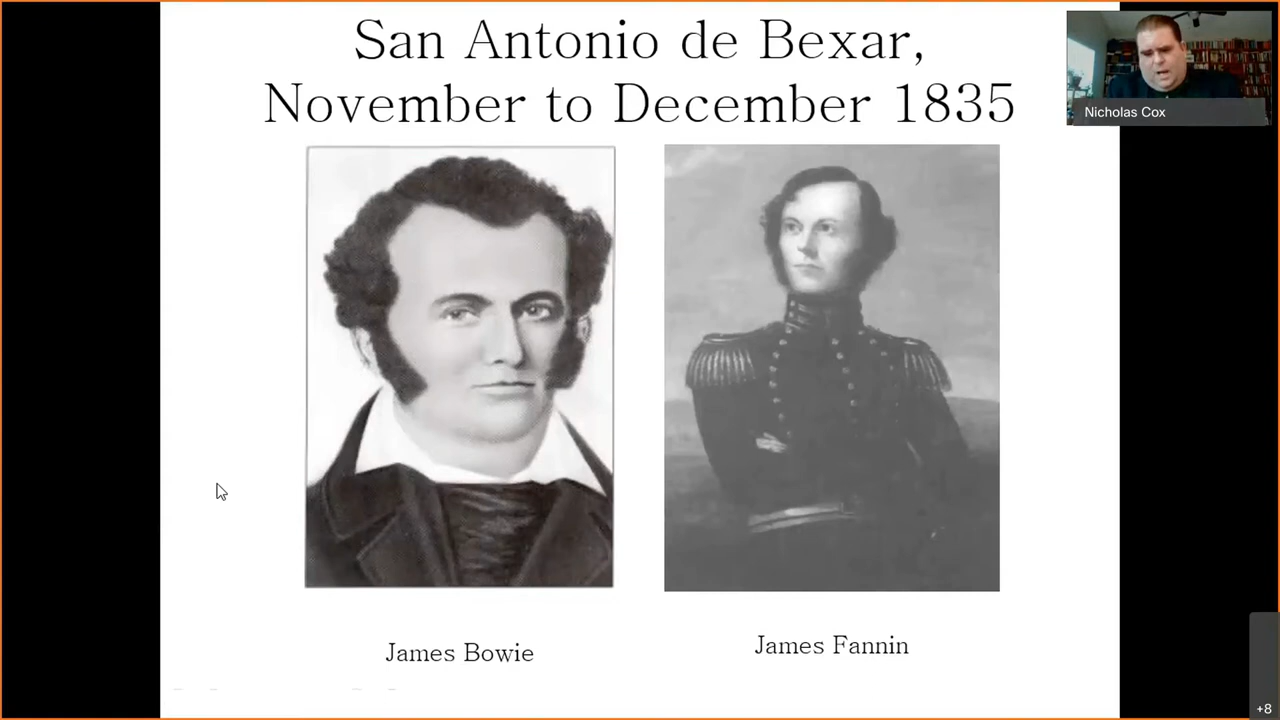 San Antonio de Bexar,
November to December 1835
Nicholas Cox
James Bowie
James Fannin
+8